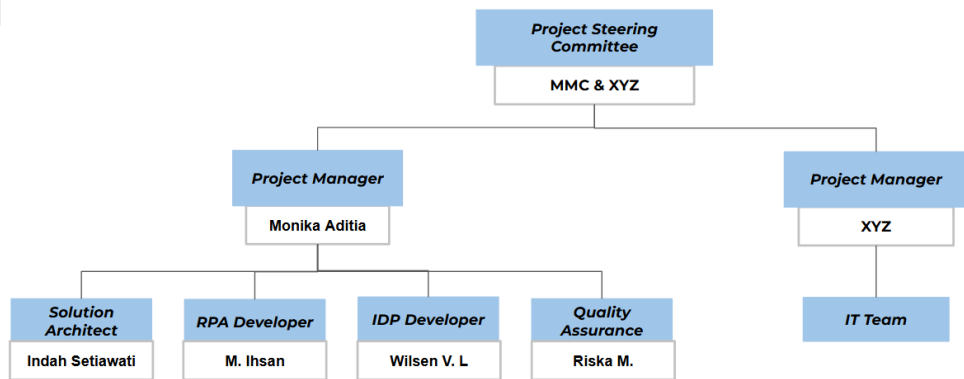 Project Steering
Committee
MMC & XYZ
Project Manager
Monika Aditia
Project Manager
XYZ
Solution
Architect
Indah Setiawati
RPA Developer
M. Ihsan
IDP Developer
Wilsen V. L
Quality
Assurance
Riska M.
IT Team